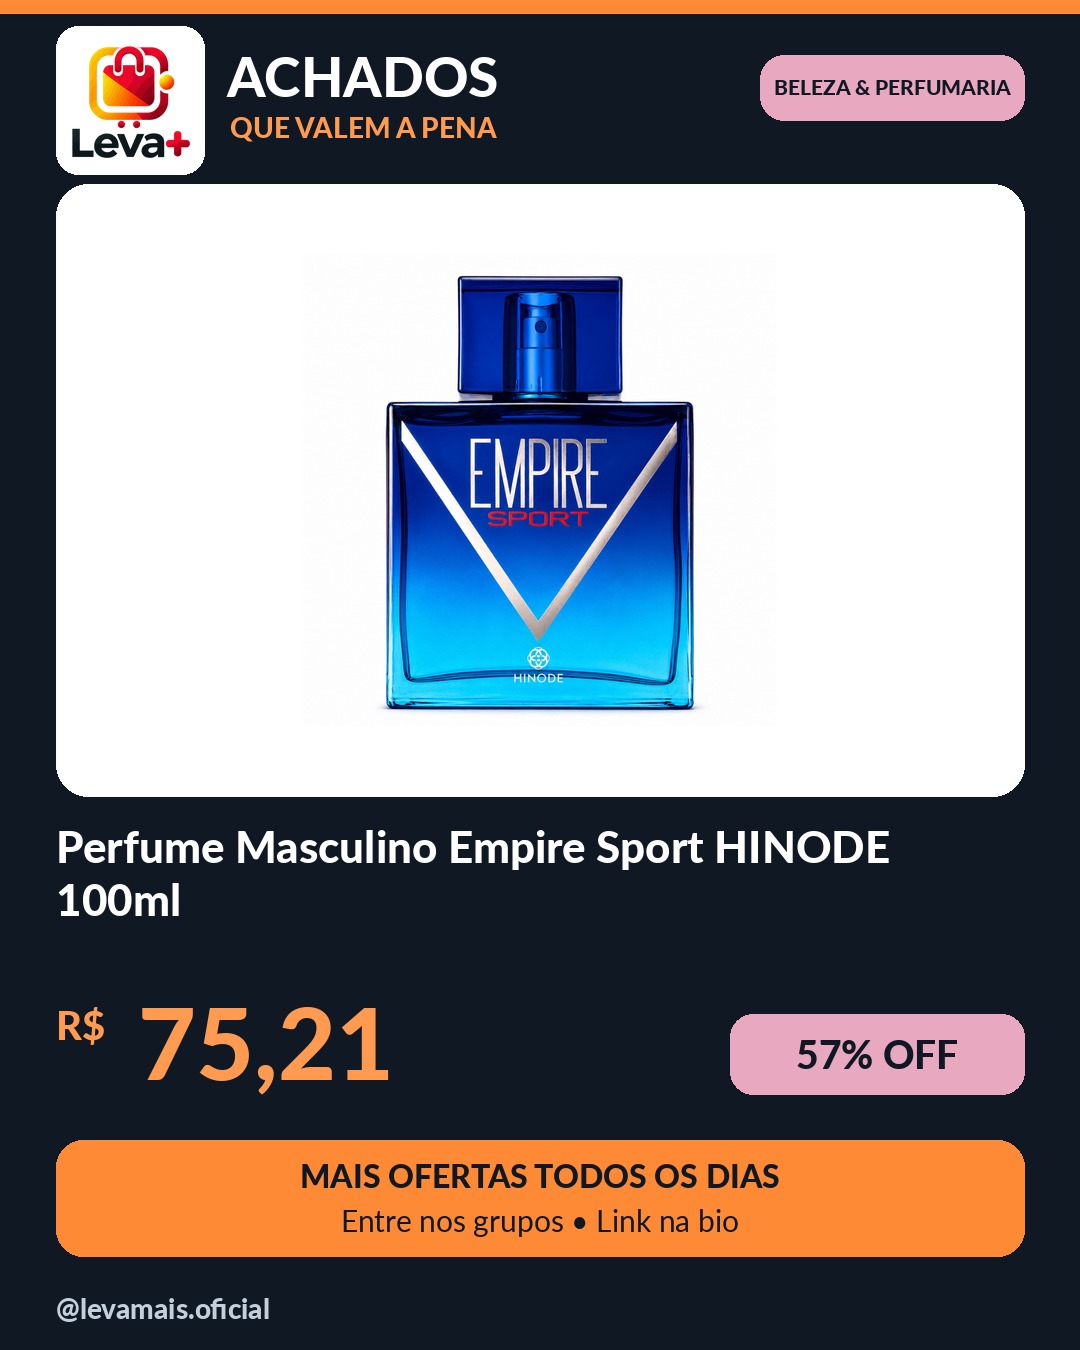 Leva+
ACHADOS
QUE VALEM A PENA
BELEZA & PERFUMARIA
EMPIRE
SPORT
HINODE
Perfume Masculino Empire Sport HINODE
100ml
R$ 75,21
57% OFF
MAIS OFERTAS TODOS OS DIAS
Entre nos grupos • Link na bio
@levamais.oficial